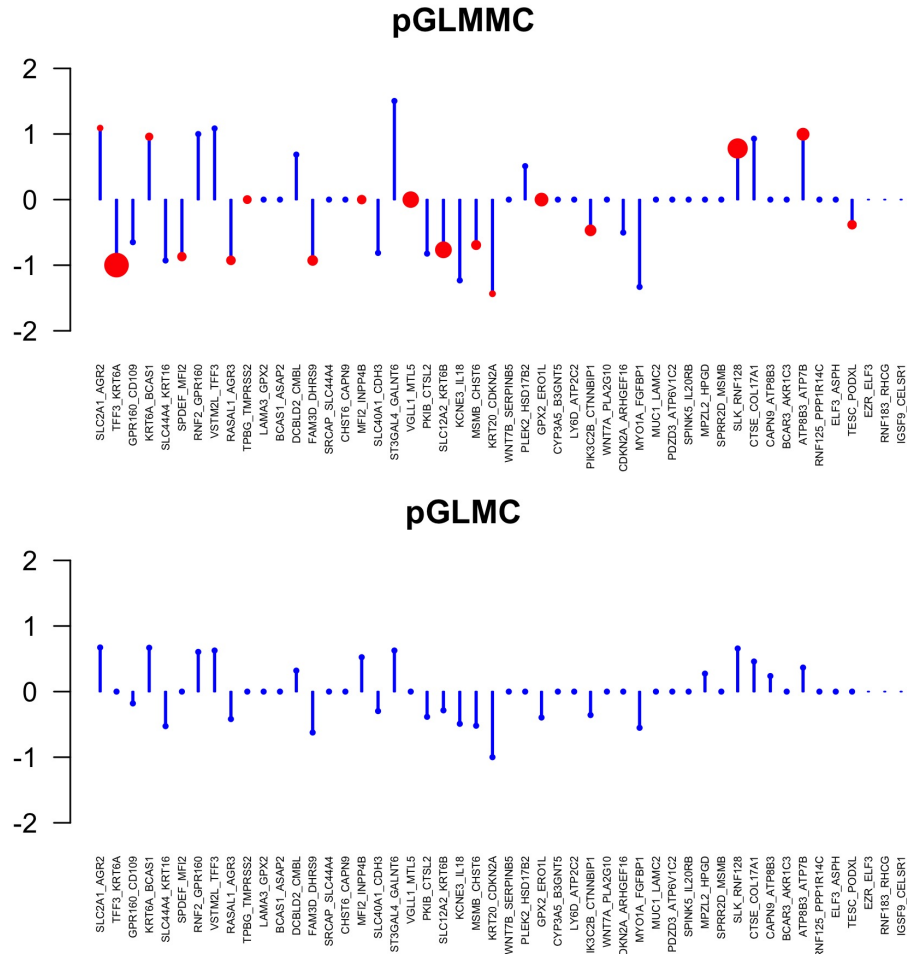 pGLMMC
2
1
0
-1
-2
SLC2A1_AGR2
TFF3_KRT6A
GPR160_CD109
KRT6A_BCAS1
SLC44A4_KRT16
SPDEF_MFI2
RNF2_GPR160
VSTM2L_TFF3
RASAL1_AGR3
TPBG_TMPRSS2
LAMA3_GPX2
BCAS1_ASAP2
DCBLD2_CMBL
FAM3D_DHRS9
SRCAP_SLC44A4
CHST6_CAPN9
MFI2_INPP4B
SLC40A1_CDH3
ST3GAL4_GALNT6
VGLL1_MTL5
PKIB_CTSL2
SLC12A2_KRT6B
KCNE3_IL18
MSMB_CHST6
KRT20_CDKN2A
WNT7B_SERPINB5
PLEK2_HSD17B2
GPX2_ERO1L
CYP3A5_B3GNT5
LY6D_ATP2C2
PIK3C2B_CTNNBIP1
WNT7A_PLA2G10
CDKN2A_ARHGEF16
MYO1A_FGFBP1
MUC1_LAMC2
PDZD3_ATP6V1C2
SPINK5_IL20RB
MPZL2_HPGD
SPRR2D_MSMB
SLK_RNF128
CTSE_COL17A1
CAPN9_ATP8B3
BCAR3_AKR1C3
ATP8B3_ATP7B
RNF125_PPP1R14C
ELF3_ASPH
TESC_PODXL
EZR_ELF3
RNF183_RHCG
IGSF9_CELSR1
pGLMC
2
1
0
-1
-2
SLC2A1_AGR2
TFF3_KRT6A
GPR160_CD109
KRT6A_BCAS1
SLC44A4_KRT16
SPDEF_MFI2
RNF2_GPR160
VSTM2L_TFF3
RASAL1_AGR3
TPBG_TMPRSS2
LAMA3_GPX2
BCAS1_ASAP2
DCBLD2_CMBL
FAM3D_DHRS9
SRCAP_SLC44A4
CHST6_CAPN9
MFI2_INPP4B
SLC40A1_CDH3
ST3GAL4_GALNT6
VGLL1_MTL5
PKIB_CTSL2
SLC12A2_KRT6B
KCNE3_IL18
MSMB_CHST6
KRT20_CDKN2A
WNT7B_SERPINB5
PLEK2_HSD17B2
GPX2_ERO1L
CYP3A5_B3GNT5
LY6D_ATP2C2
IK3C2B_CTNNBIP1
WNT7A_PLA2G10
DKN2A_ARHGEF16
MYO1A_FGFBP1
MUC1_LAMC2
PDZD3_ATP6V1C2
SPINK5_IL20RB
MPZL2_HPGD
SPRR2D_MSMB
SLK_RNF128
CTSE_COL17A1
CAPN9_ATP8B3
BCAR3_AKR1C3
ATP8B3_ATP7B
RNF125_PPP1R14C
ELF3_ASPH
TESC_PODXL
EZR_ELF3
RNF183_RHCG
IGSF9_CELSR1